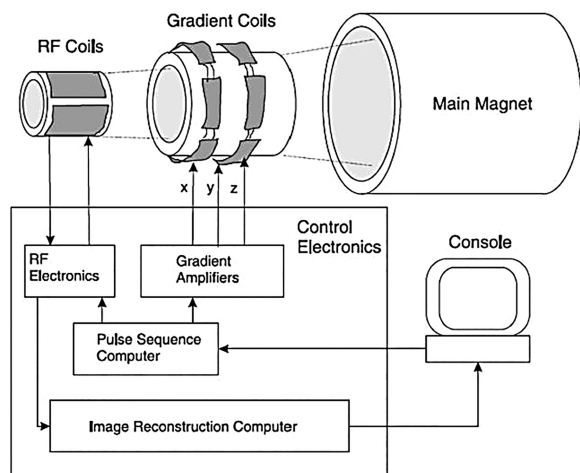 Gradient Coils
RF Coils
Main Magnet
x
y
z
Control
Electronics
Console
RF
Electronics
Gradient
Amplifiers
Pulse Sequence
Computer
Image Reconstruction Computer